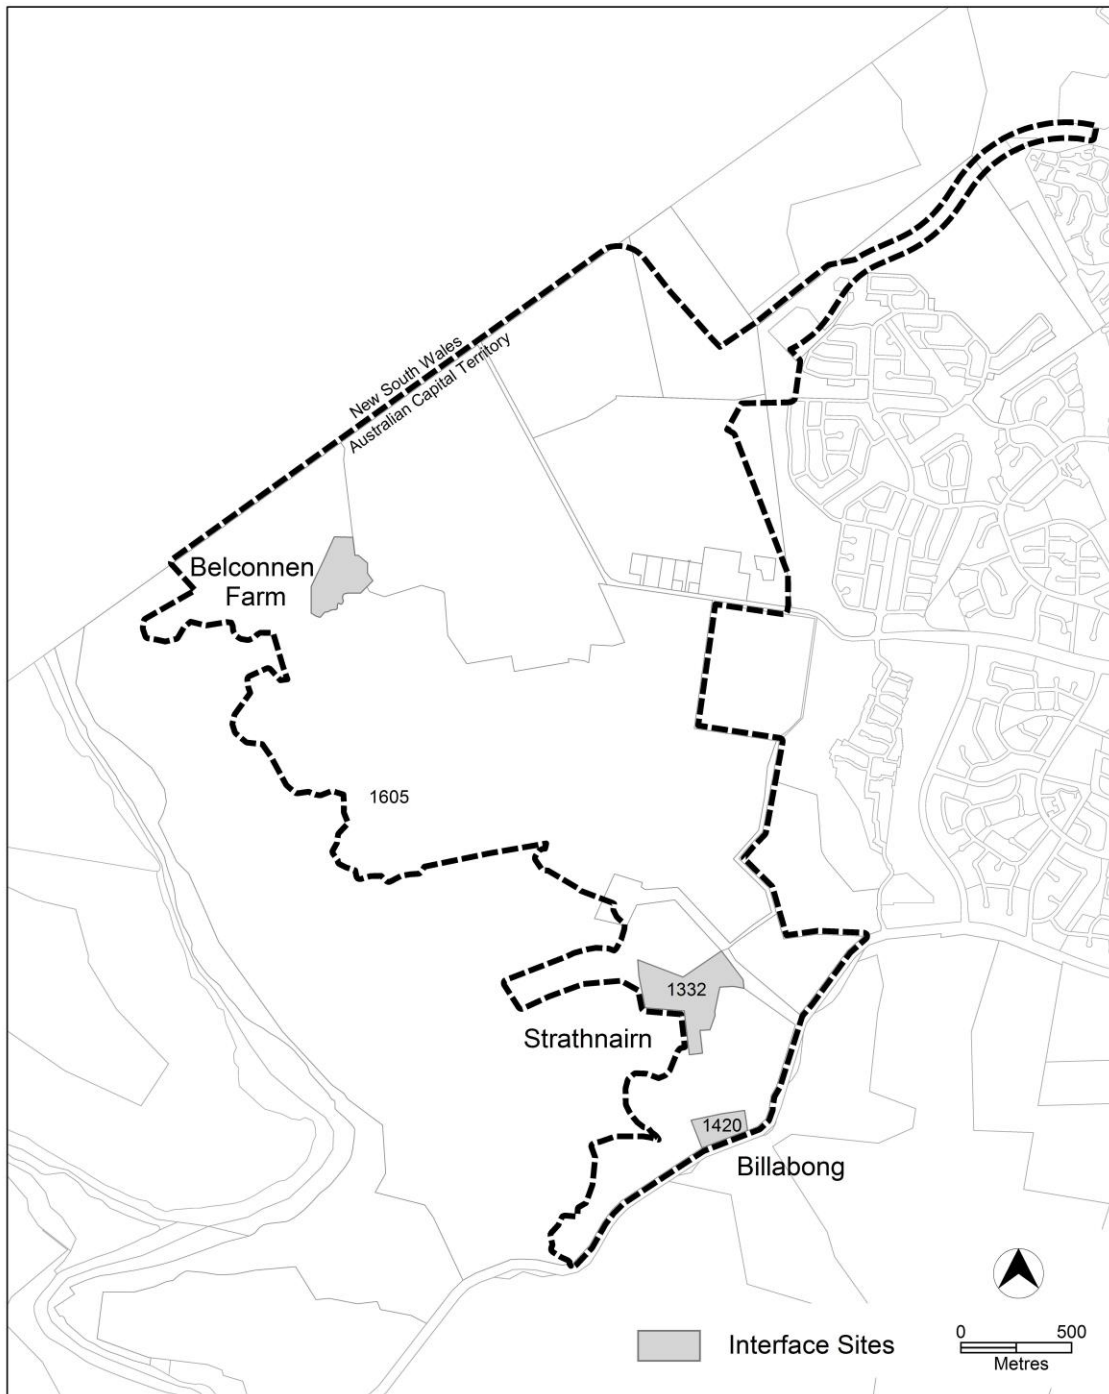 New South Wales
Australian Capital Territory
Belconnen
Farm
1605
1332
Strathnairn
1420
Billabong
Interface Sites
0 500
Metres